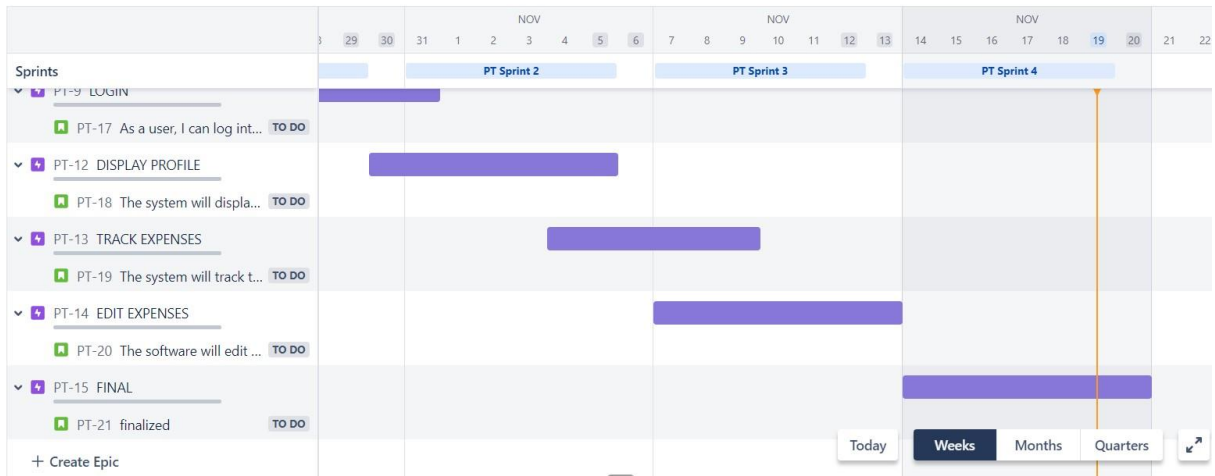 NOV NOV NOV
29 30 31 1 2 3 4 5 6 7 8 9 10 11 12 13 14 15 16 17 18 19 20 21 22
Sprints PT Sprint 2 PT Sprint 3 PT Sprint 4
PT-9 LOGIN
PT-17 As a user, I can log int... TO DO
PT-12 DISPLAY PROFILE
PT-18 The system will displa... TO DO
PT-13 TRACK EXPENSES
PT-19 The system will track t... TO DO
PT-14 EDIT EXPENSES
PT-20 The software will edit ... TO DO
PT-15 FINAL
PT-21 finalized TO DO
Today Weeks Months Quarters
+ Create Epic